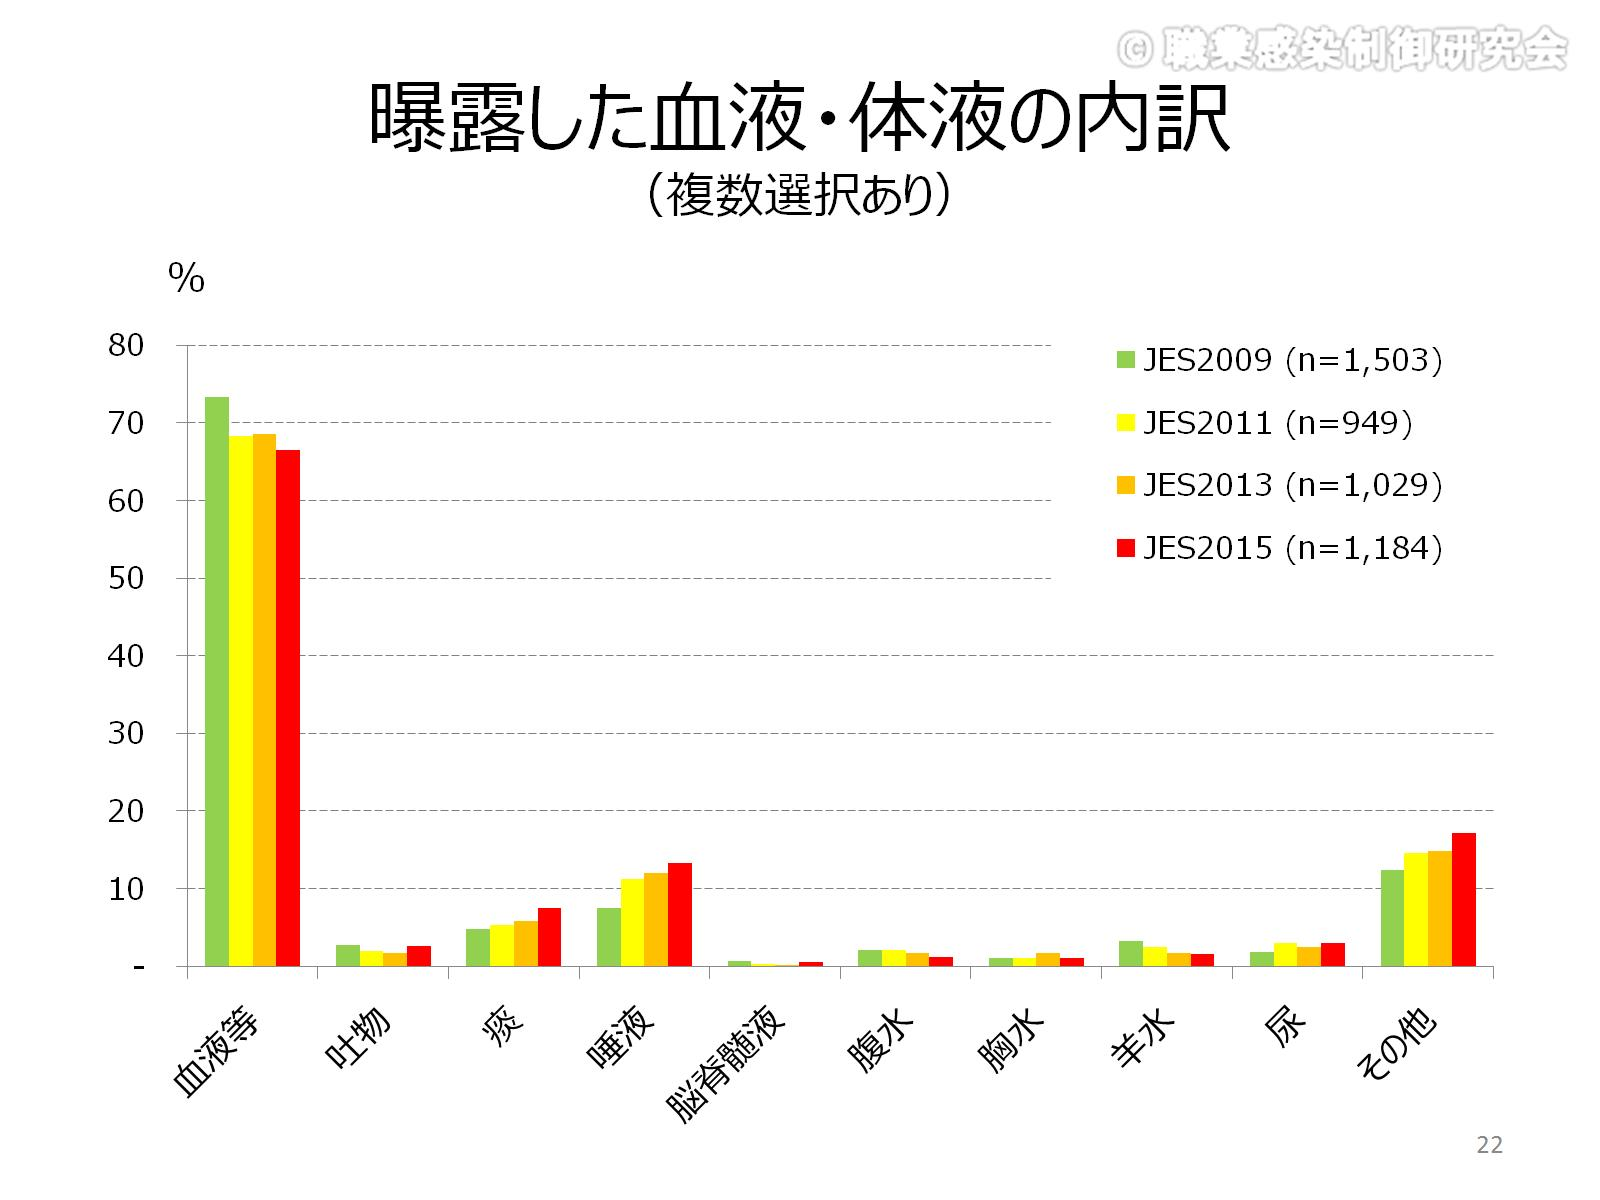 © 職業感染制御研究会
曝露した血液・体液の内訳
（複数選択あり）
%
80
70
60
50
40
30
20
10
-
JES2009 (n=1,503)
JES2011 (n=949)
JES2013 (n=1,029)
JES2015 (n=1,184)
血液等
吐物
痰
唾液
脳脊髄液
腹水
胸水
羊水
尿
その他
22